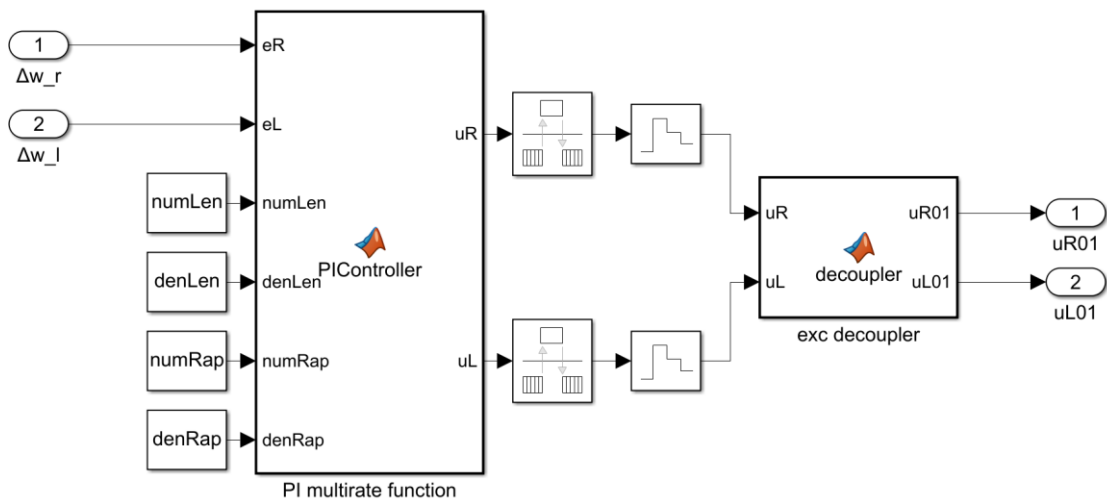 1
Δw_r
2
Δw_l
numLen
denLen
numRap
denRap
eR
eL
numLen
denLen
numRap
denRap
PIController
uR
uL
PI multirate function
uR
uL
decoupler
uR01
uL01
exc decoupler
1
uR01
2
uL01